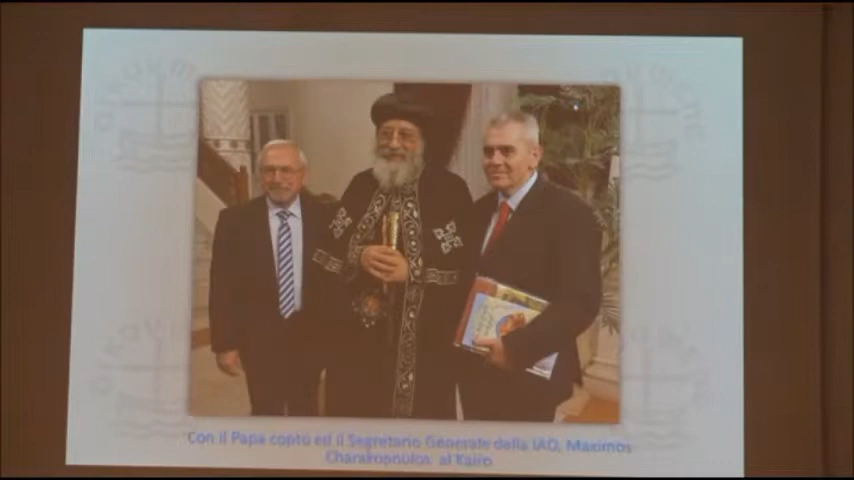 Con il Papa copto ed il Segretario Generale della IAO, Maximos
Charakopoulos al Kairo